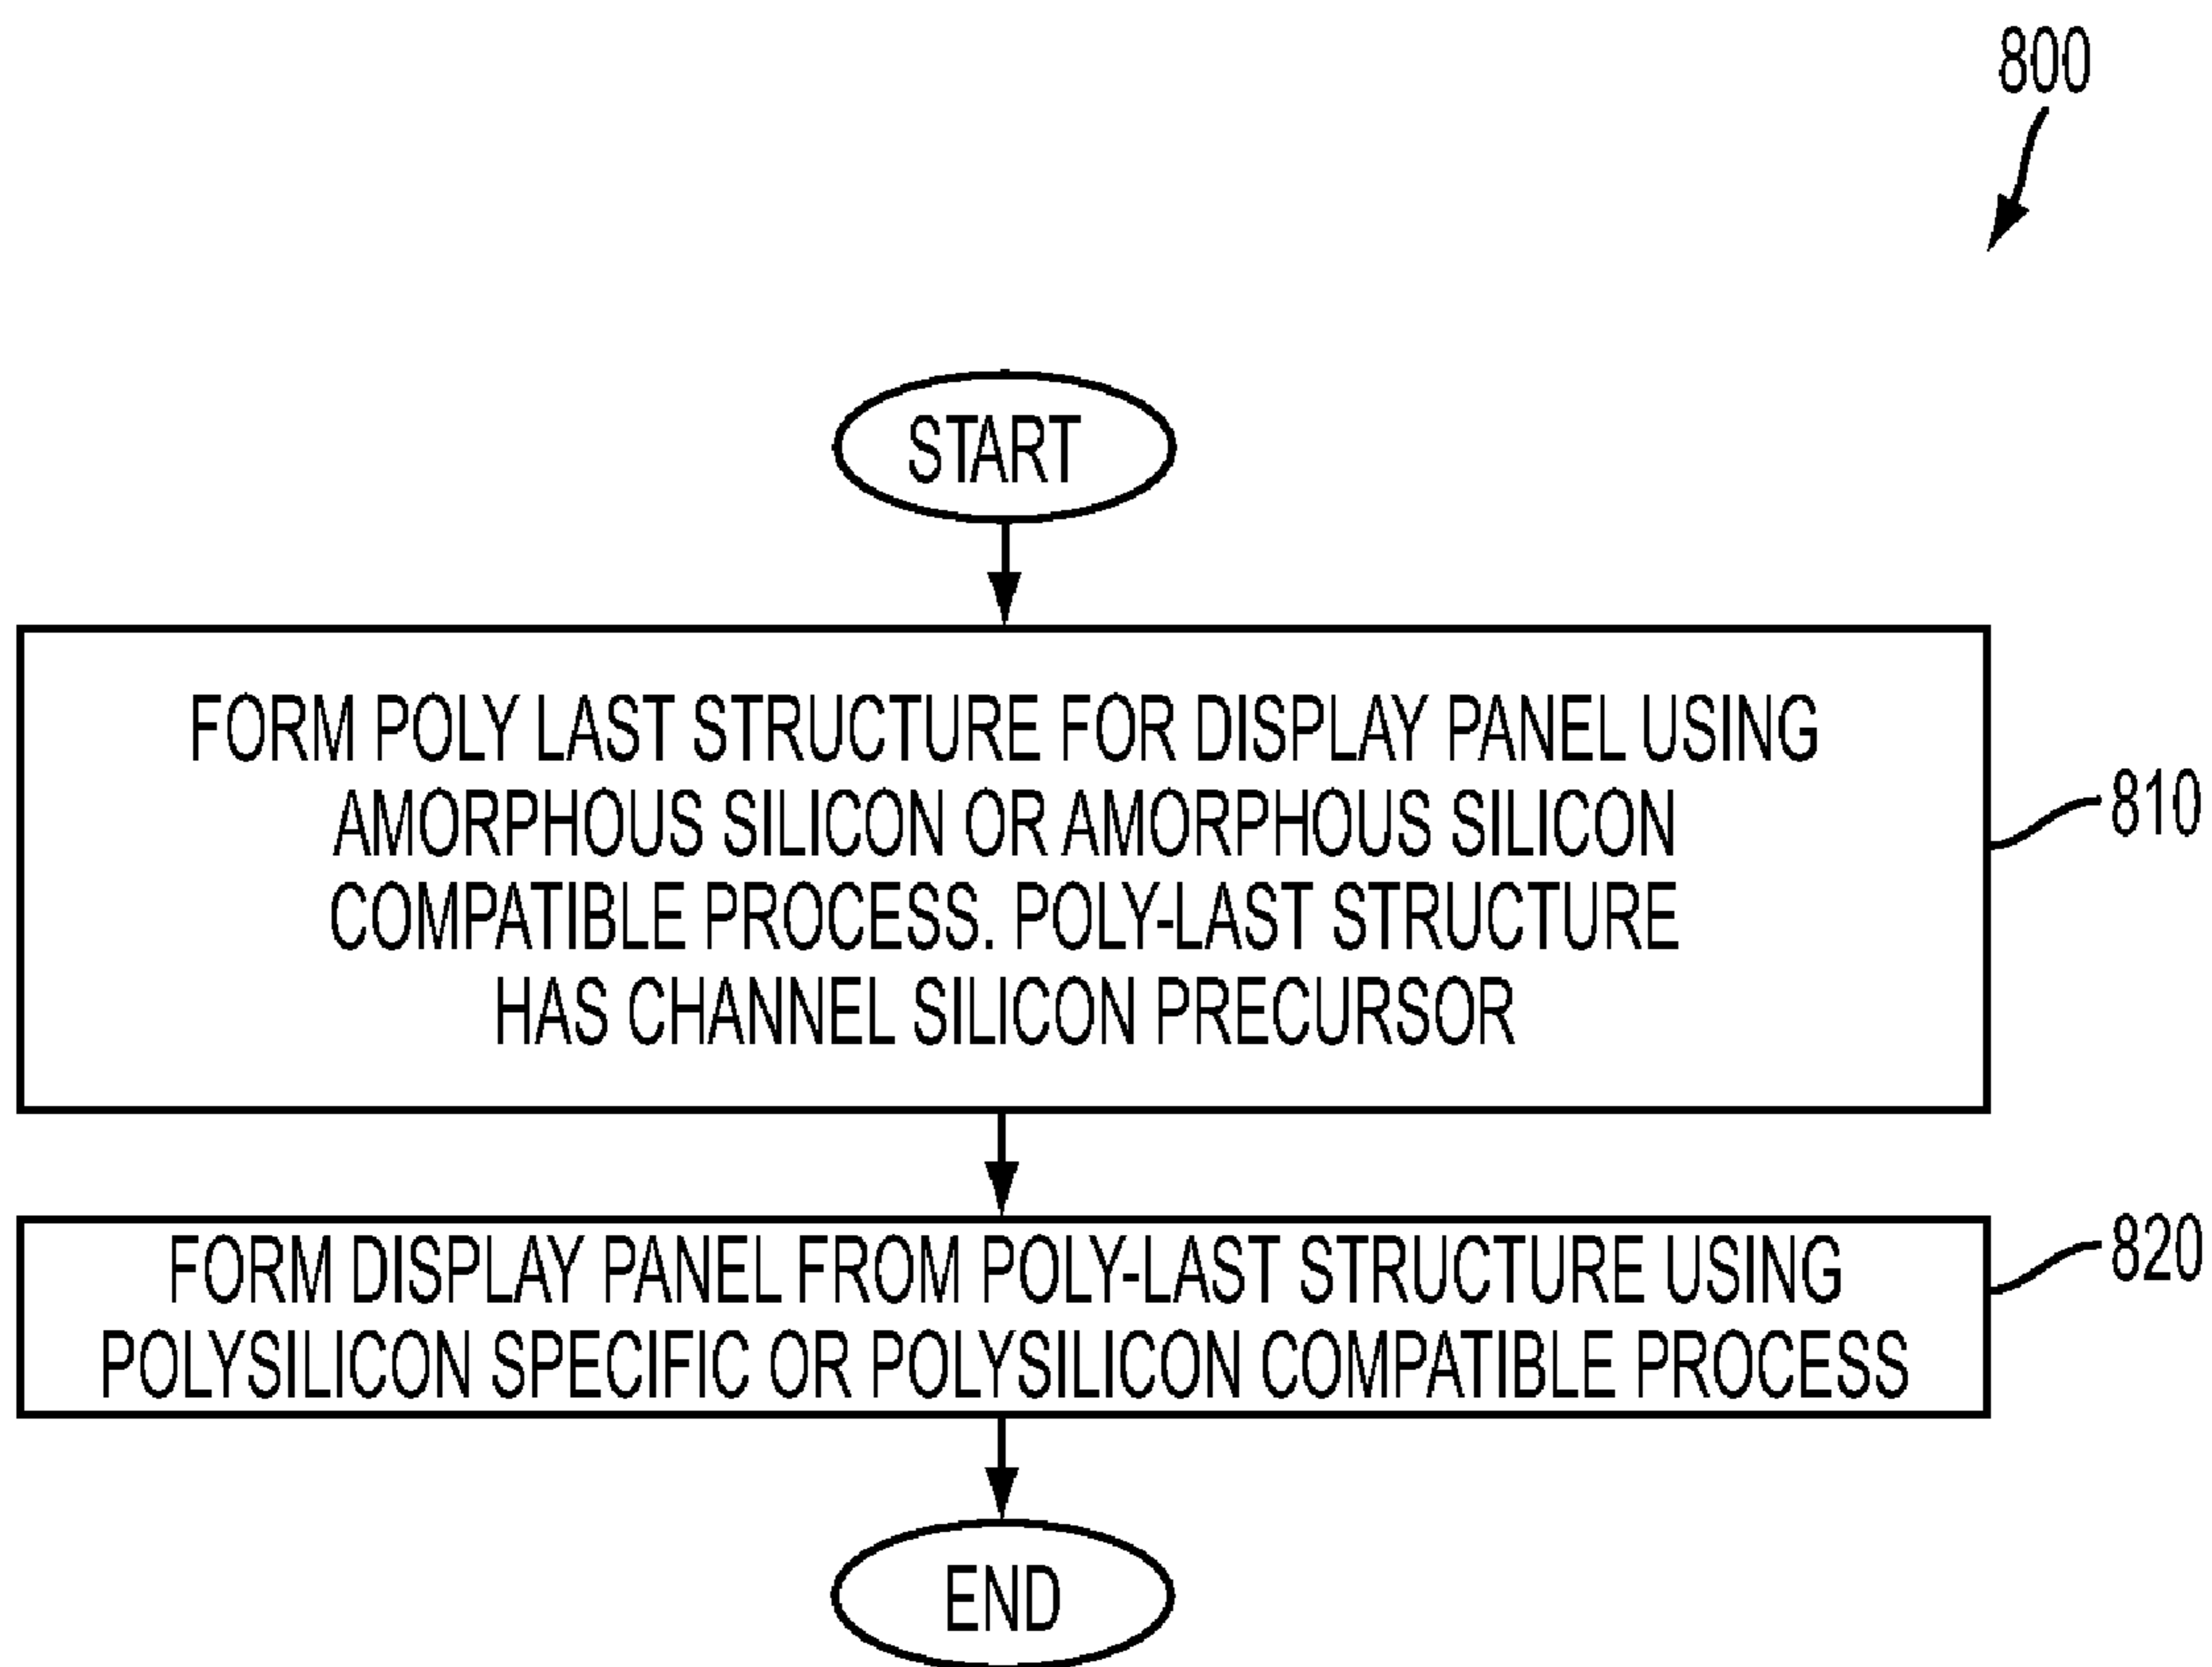 800
START
FORM POLY LAST STRUCTURE FOR DISPLAY PANEL USING
AMORPHOUS SILICON OR AMORPHOUS SILICON
COMPATIBLE PROCESS. POLY-LAST STRUCTURE
HAS CHANNEL SILICON PRECURSOR
810
FORM DISPLAY PANEL FROM POLY-LAST STRUCTURE USING
POLYSILICON SPECIFIC OR POLYSILICON COMPATIBLE PROCESS
820
END